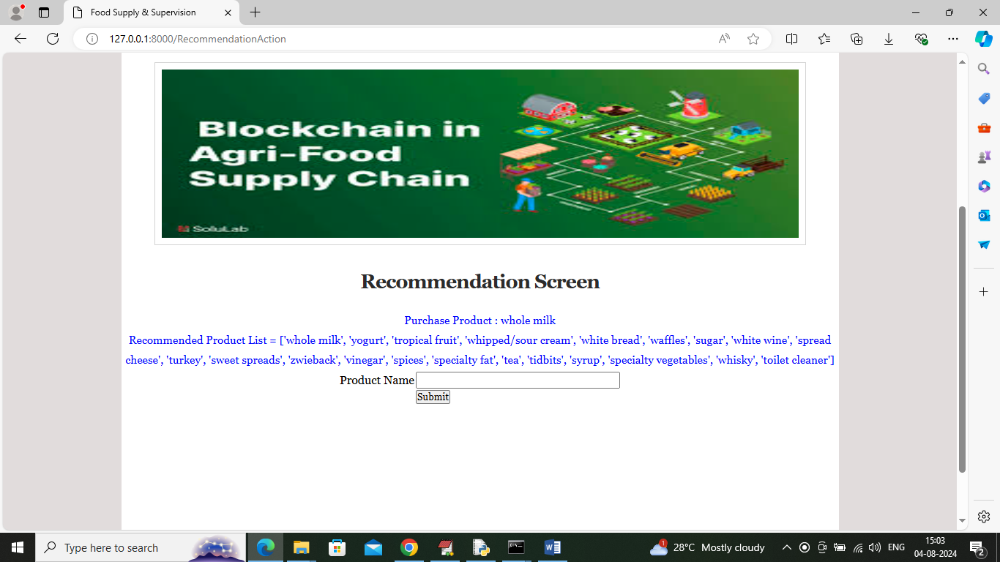 Food Supply & Supervision
127.0.0.1:8000/RecommendationAction
Blockchain in
Agri-Food
Supply Chain
SoluLab
Recommendation Screen
Purchase Product : whole milk
Recommended Product List = ['whole milk', 'yogurt', 'tropical fruit', 'whipped/sour cream', 'white bread', 'waffles', 'sugar', 'white wine', 'spread
cheese', 'turkey', 'sweet spreads', 'zwieback', 'vinegar', 'spices', 'specialty fat', 'tea', 'tidbits', 'syrup', 'specialty vegetables', 'whisky', 'toilet cleaner']
Product Name
Submit
Type here to search
1
28°C Mostly cloudy
ENG
15:03
04-08-2024
2